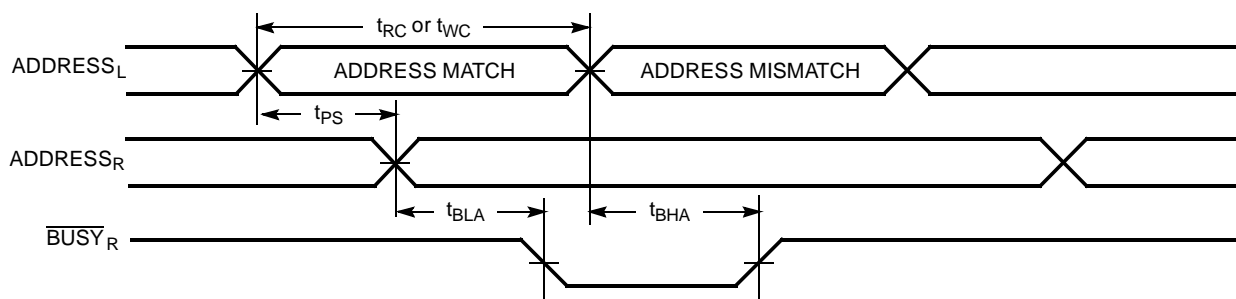 tRC or tWC
ADDRESSL ADDRESS MATCH ADDRESS MISMATCH
tPS
ADDRESSR
tBLA tBHA
BUSYR